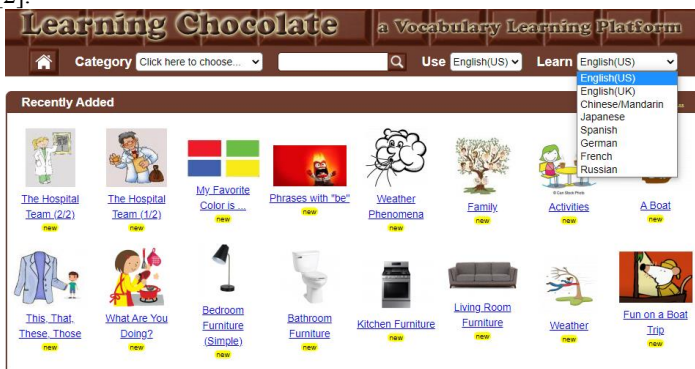 [2].
Learning Chocolate a Vocabulary Learning Platform
Category Click here to choose... Use English(US) Learn English(US)
English(US)
English(UK)
Chinese/Mandarin
Japanese
Spanish
German
French
Russian
Recently Added
The Hospital Team (2/2)
new
The Hospital Team (1/2)
new
My Favorite Color is ...
new
Phrases with "be"
new
Weather Phenomena
new
Family
new
© Can Stock Photo
Activities
new
A Boat
new
This, That, These, Those
new
What Are You Doing?
new
Bedroom Furniture (Simple)
new
Bathroom Furniture
new
Kitchen Furniture
new
Living Room Furniture
new
Weather
new
Fun on a Boat Trip
new